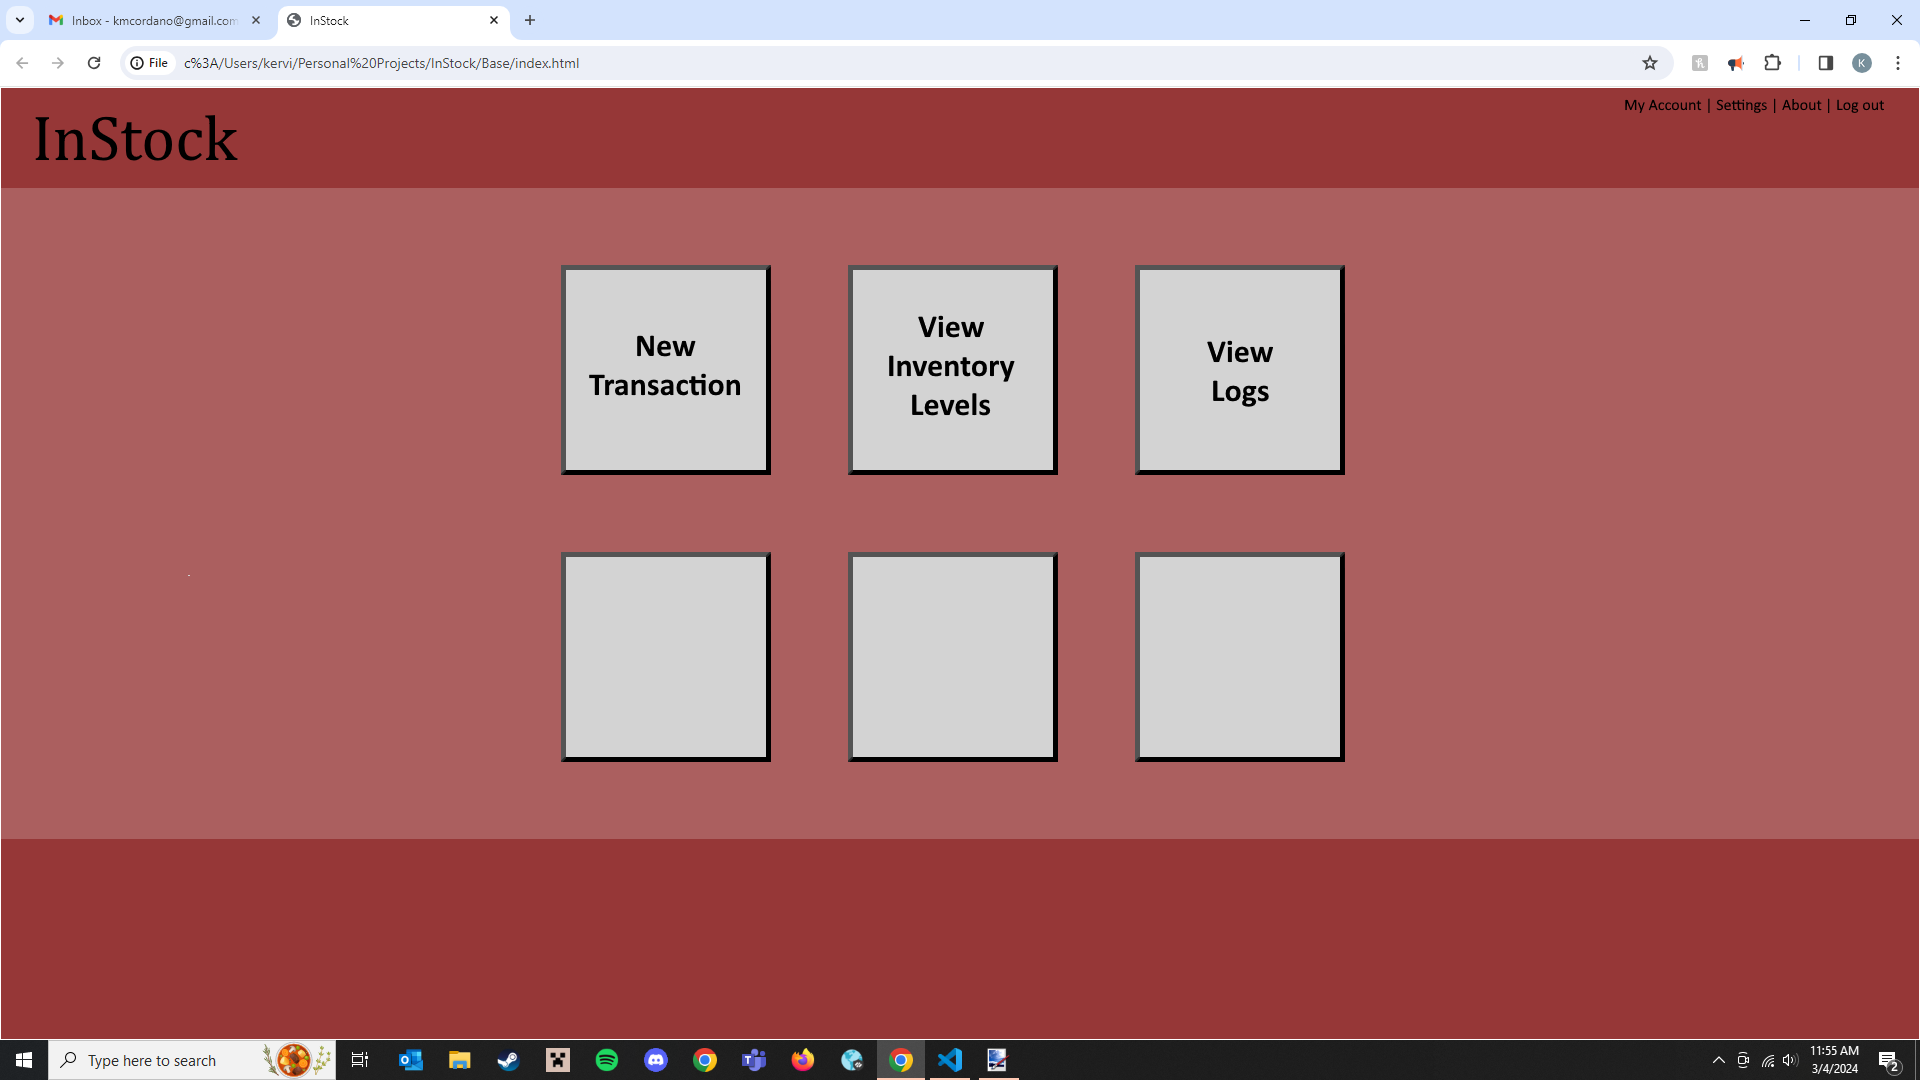 Inbox - kmcordano@gmail.com
InStock
File
c%3A/Users/kervi/Personal%20Projects/InStock/Base/index.html
K
My Account | Settings | About | Log out
InStock
New
Transaction
View
Inventory
Levels
View
Logs
Type here to search
11:55 AM
3/4/2024
2